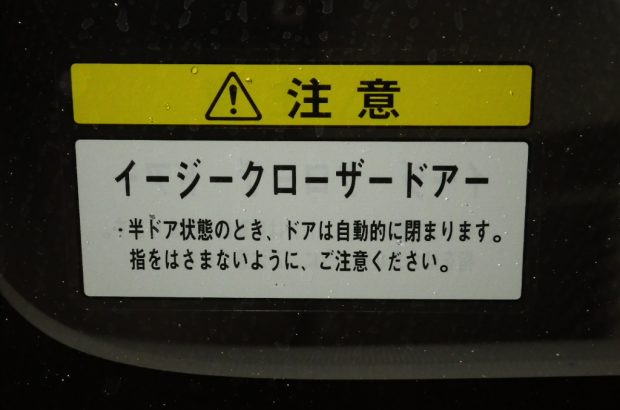 注意
イージークローザードアー
・半ドア状態のとき、ドアは自動的に閉まります。
指をはさまないように、ご注意ください。